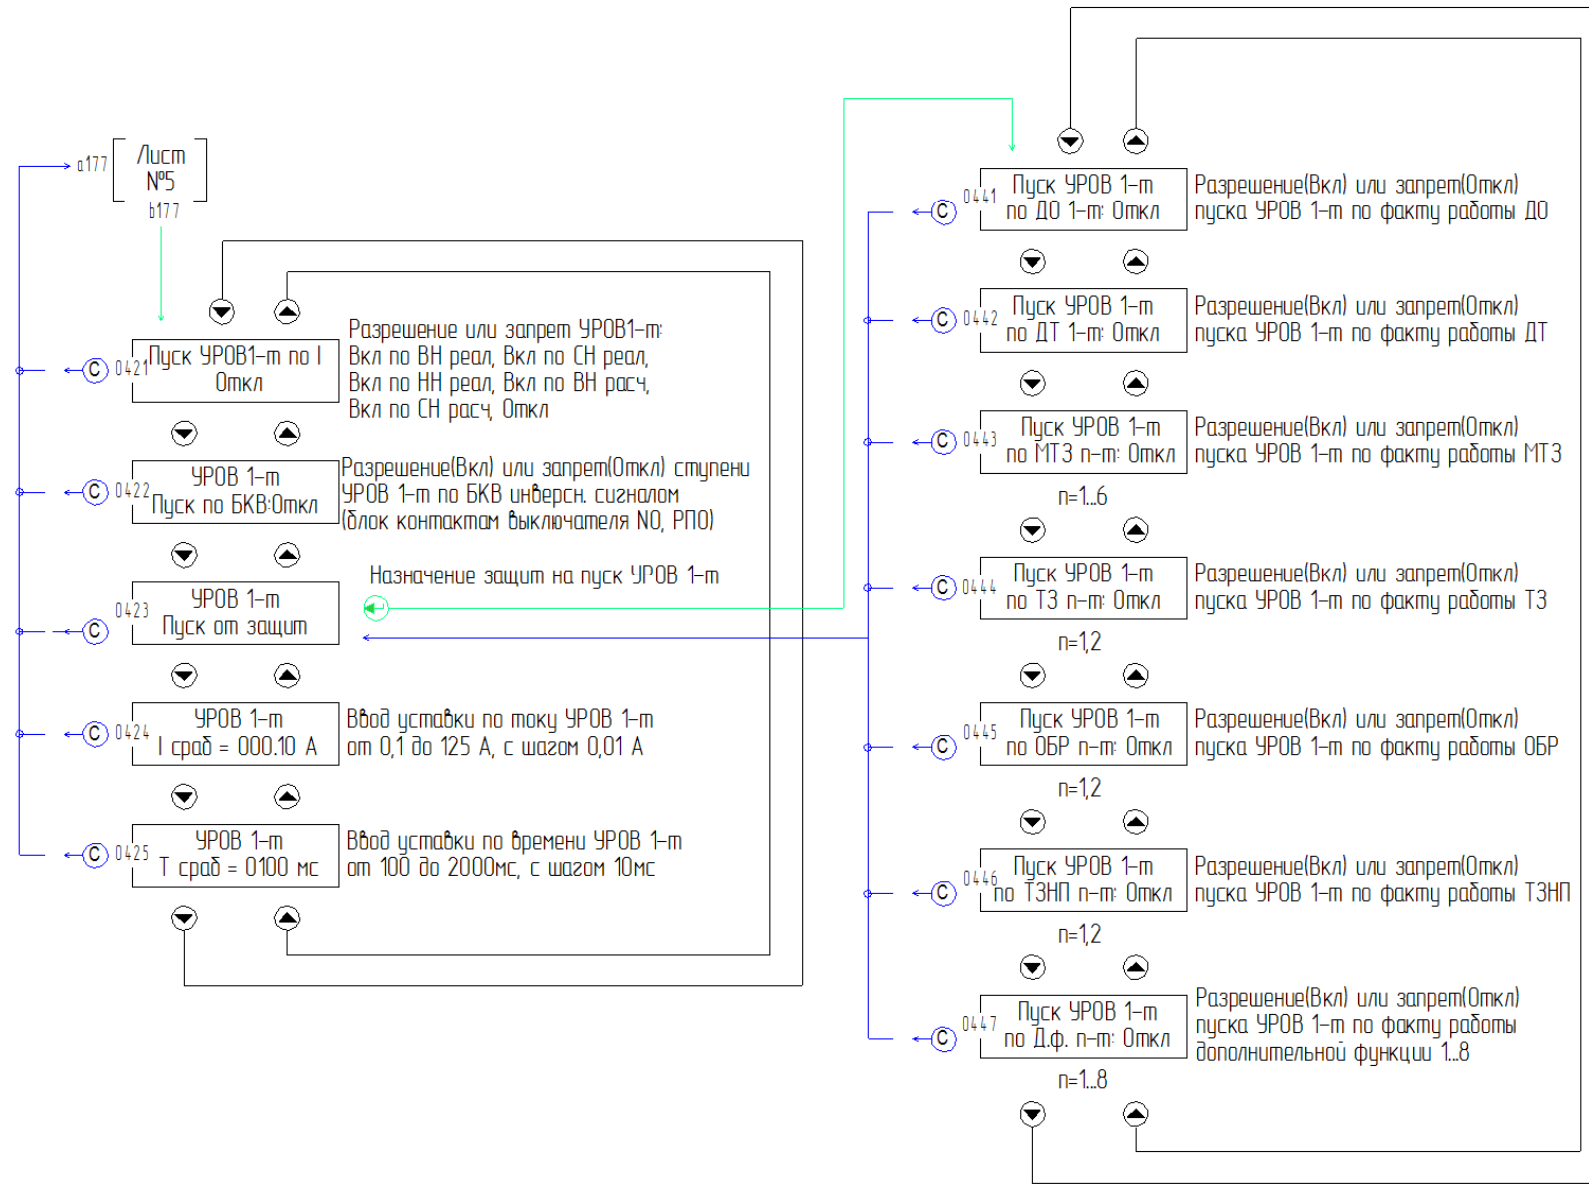 a177
Лист
№5
b177
0421
Пуск УРОВ1-т по I
Откл
Разрешение или запрет УРОВ1-т:
Вкл по ВН реал, Вкл по СН реал,
Вкл по НН реал, Вкл по ВН расч,
Вкл по СН расч, Откл
C
0422
УРОВ 1-т
Пуск по БКВ:Откл
Разрешение(Вкл) или запрет(Откл) ступени
УРОВ 1-т по БКВ инверсн. сигналом
(блок контактам выключателя NO, РПО)
C
Назначение защит на пуск УРОВ 1-т
0423
УРОВ 1-т
Пуск от защит
C
0424
УРОВ 1-т
I сраб = 000.10 А
Ввод уставки по току УРОВ 1-т
от 0,1 до 125 А, с шагом 0,01 А
C
0425
УРОВ 1-т
Т сраб = 0100 мс
Ввод уставки по времени УРОВ 1-т
от 100 до 2000мс, с шагом 10мс
C
0441
Пуск УРОВ 1-т
по ДО 1-т: Откл
Разрешение(Вкл) или запрет(Откл)
пуска УРОВ 1-т по факту работы ДО
C
0442
Пуск УРОВ 1-т
по ДТ 1-т: Откл
Разрешение(Вкл) или запрет(Откл)
пуска УРОВ 1-т по факту работы ДТ
C
0443
Пуск УРОВ 1-т
по МТЗ n-т: Откл
Разрешение(Вкл) или запрет(Откл)
пуска УРОВ 1-т по факту работы МТЗ
C
n=1...6
0444
Пуск УРОВ 1-т
по ТЗ n-т: Откл
Разрешение(Вкл) или запрет(Откл)
пуска УРОВ 1-т по факту работы ТЗ
C
n=1,2
0445
Пуск УРОВ 1-т
по ОБР n-т: Откл
Разрешение(Вкл) или запрет(Откл)
пуска УРОВ 1-т по факту работы ОБР
C
n=1,2
0446
Пуск УРОВ 1-т
по ТЗНП n-т: Откл
Разрешение(Вкл) или запрет(Откл)
пуска УРОВ 1-т по факту работы ТЗНП
C
n=1,2
0447
Пуск УРОВ 1-т
по Д.ф. n-т: Откл
Разрешение(Вкл) или запрет(Откл)
пуска УРОВ 1-т по факту работы
дополнительной функции 1...8
C
n=1...8